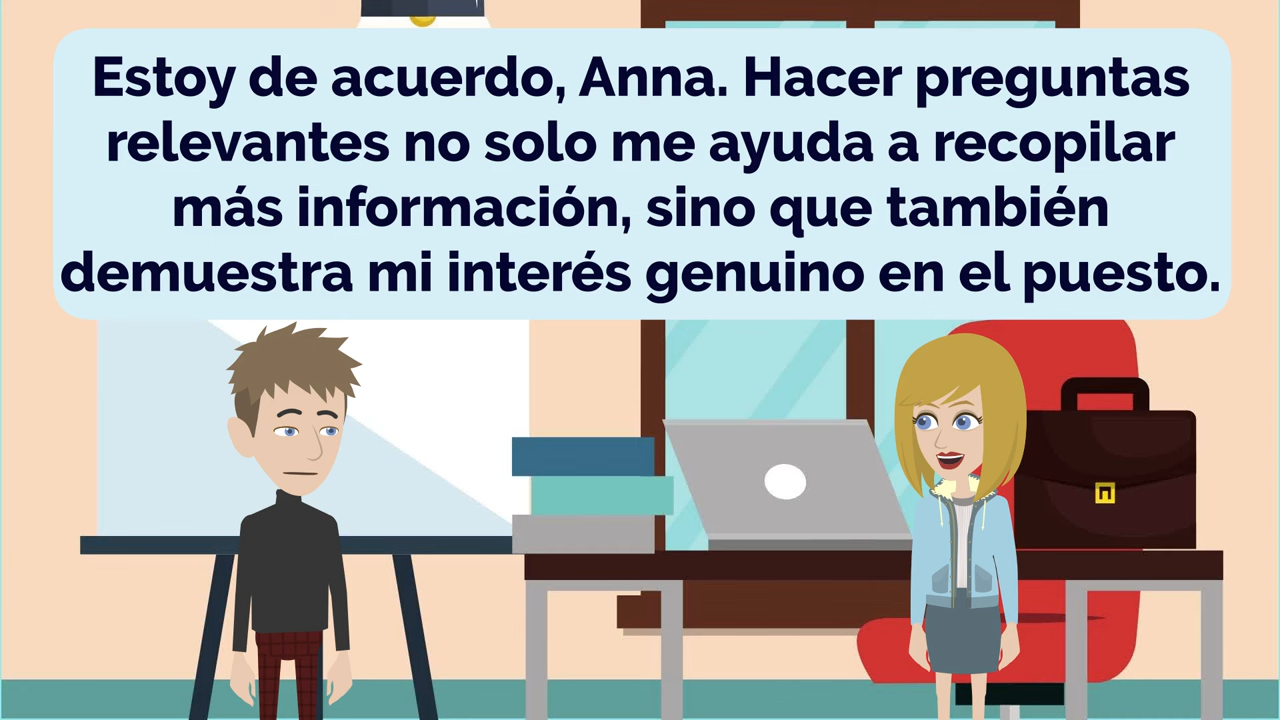 Estoy de acuerdo, Anna. Hacer preguntas
relevantes no solo me ayuda a recopilar
más información, sino que también
demuestra mi interés genuino en el puesto.